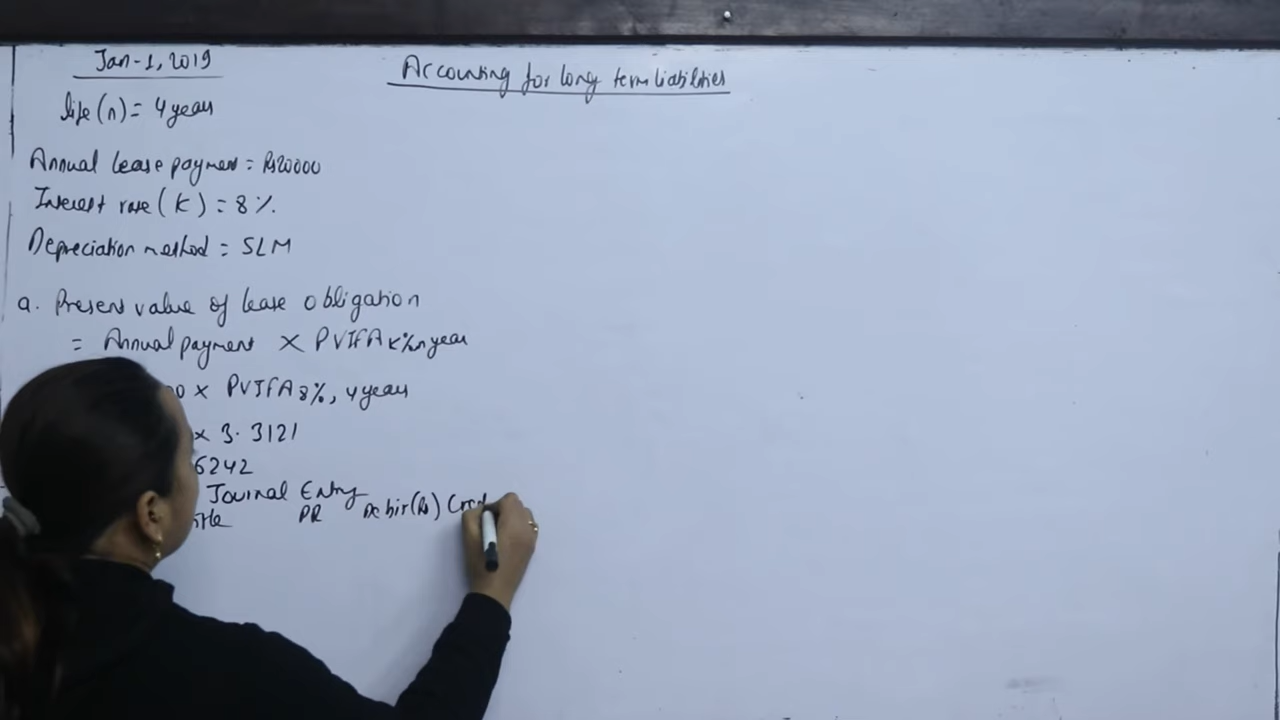 Jan-1, 2019
Accounting for long term liabilities
life (n) = 4 years
Annual lease payment = Rs20000
Interest rate (K) = 8%.
Depreciation method = SLM
a. Present value of lease obligation
= Annual payment × PVIFA K%, n year
× PVIFA 8%, 4 years
× 3.3121
6242
Journal Entry
PR Debit (Rs)